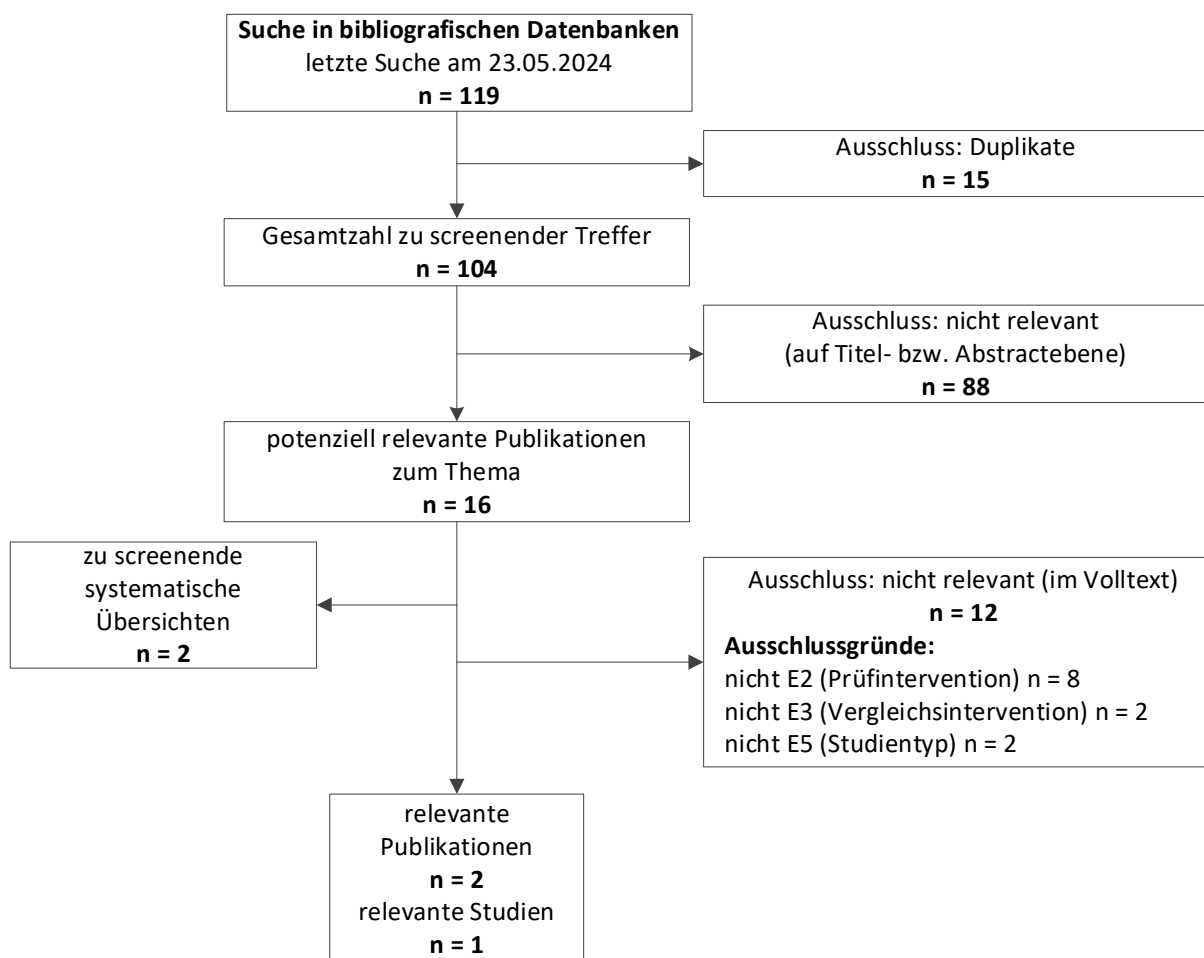 Suche in bibliografischen Datenbanken
letzte Suche am 23.05.2024
n = 119
Ausschluss: Duplikate
n = 15
Gesamtzahl zu screenender Treffer
n = 104
Ausschluss: nicht relevant
(auf Titel- bzw. Abstractebene)
n = 88
potenziell relevante Publikationen
zum Thema
n = 16
zu screenende
systematische
Übersichten
n = 2
Ausschluss: nicht relevant (im Volltext)
n = 12
Ausschlussgründe:
nicht E2 (Prüfintervention) n = 8
nicht E3 (Vergleichsintervention) n = 2
nicht E5 (Studientyp) n = 2
relevante
Publikationen
n = 2
relevante Studien
n = 1